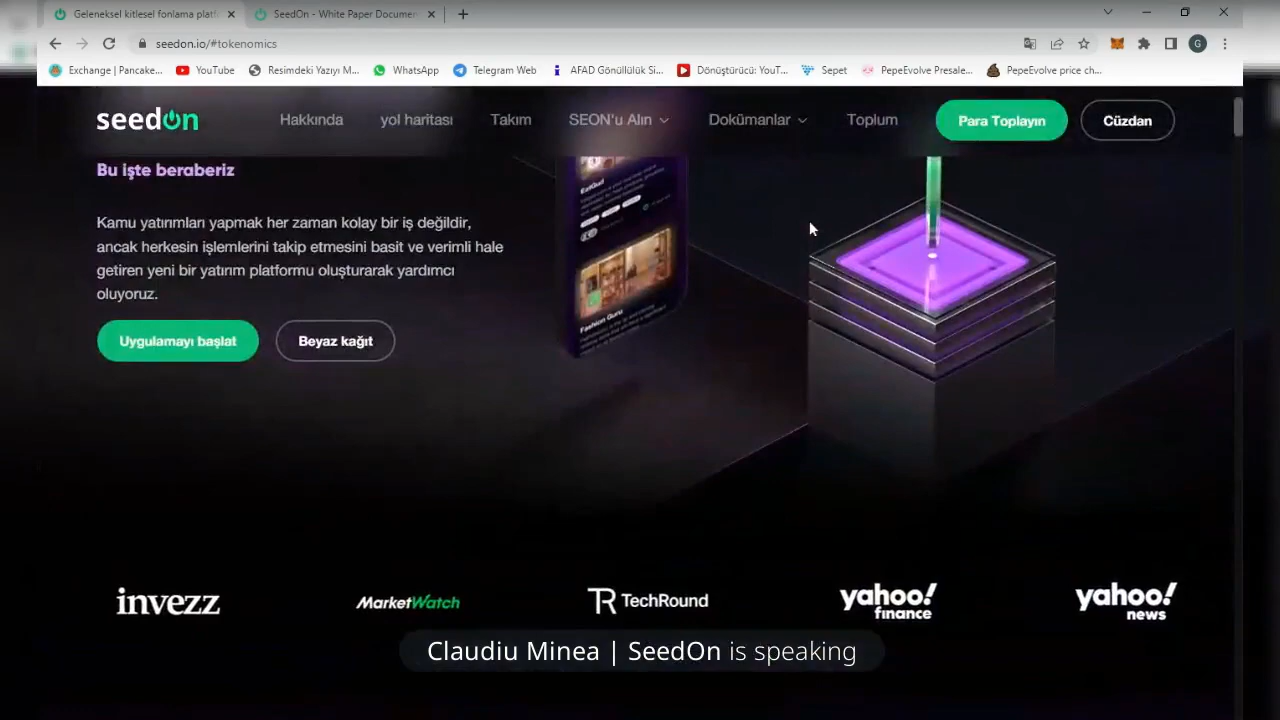 Geleneksel kitlesel fonlama platf
SeedOn - White Paper Documen
seedon.io/#tokenomics
G
Exchange | Pancake...
YouTube
Resimdeki Yazıyı M...
WhatsApp
Telegram Web
AFAD Gönüllülük Si...
Dönüştürücü: YouT...
Sepet
PepeEvolve Presale...
PepeEvolve price ch...
seedOn
Hakkında
yol haritası
Takım
SEON'u Alın
Dokümanlar
Toplum
Para Toplayın
Cüzdan
Bu işte beraberiz
Kamu yatırımları yapmak her zaman kolay bir iş değildir,
ancak herkesin işlemlerini takip etmesini basit ve verimli hale
getiren yeni bir yatırım platformu oluşturarak yardımcı
oluyoruz.
Uygulamayı başlat
Beyaz kağıt
Fashion Guru
invezz
MarketWatch
TR TechRound
yahoo!
finance
yahoo!
news
Claudiu Minea | SeedOn is speaking